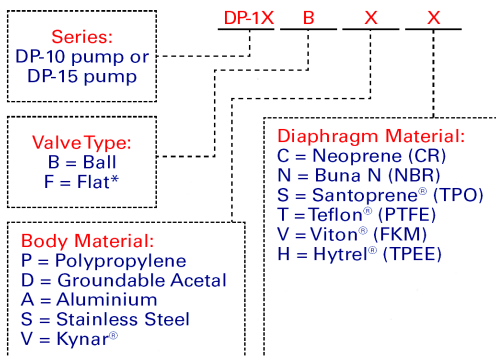 DP-1X B X X
Series:
DP-10 pump or
DP-15 pump
Valve Type:
B = Ball
F = Flat*
Body Material:
P = Polypropylene
D = Groundable Acetal
A = Aluminium
S = Stainless Steel
V = Kynar®
Diaphragm Material:
C = Neoprene (CR)
N = Buna N (NBR)
S = Santoprene® (TPO)
T = Teflon® (PTFE)
V = Viton® (FKM)
H = Hytrel® (TPEE)